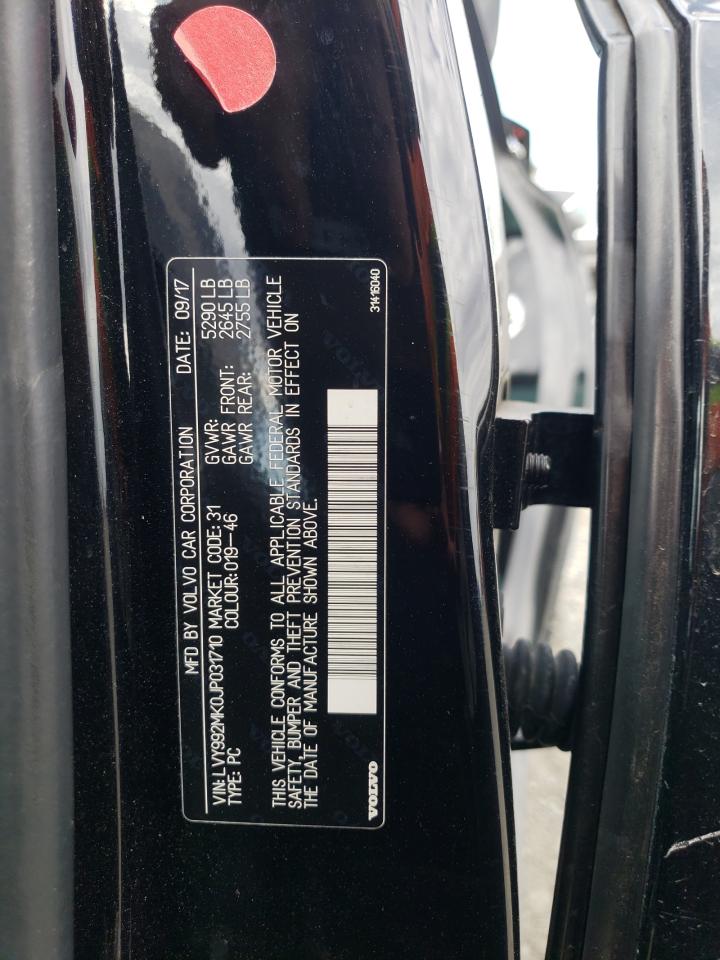 MFD BY VOLVO CAR CORPORATION DATE: 09/17
VIN: LVY992MK0JP031710 MARKET CODE: 31 GVWR: 5290 LB
TYPE: PC COLOUR: 019-46 GAWR FRONT: 2645 LB
GAWR REAR: 2755 LB
THIS VEHICLE CONFORMS TO ALL APPLICABLE FEDERAL MOTOR VEHICLE
SAFETY, BUMPER AND THEFT PREVENTION STANDARDS IN EFFECT ON
THE DATE OF MANUFACTURE SHOWN ABOVE.
VOLVO 31416040